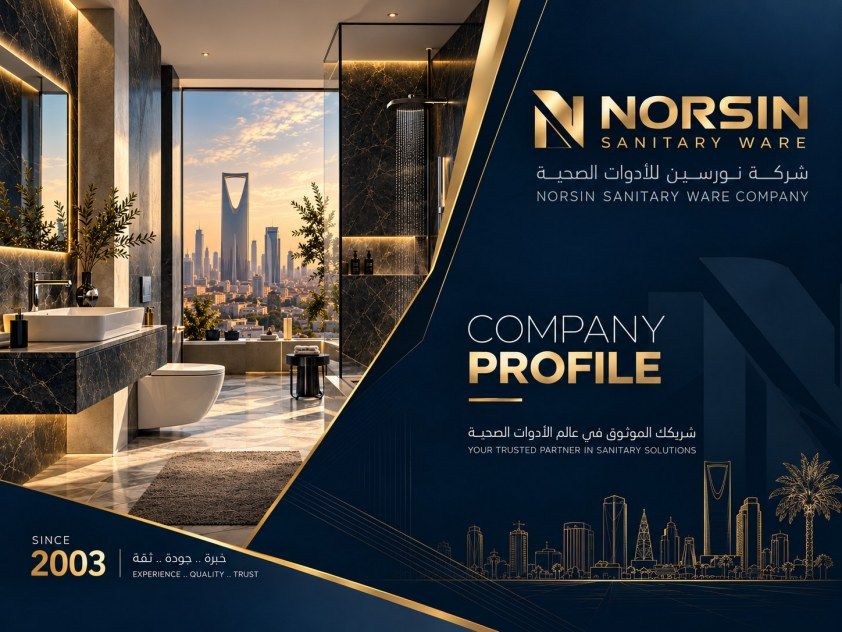 NORSIN
SANITARY WARE
شركة نورسين للأدوات الصحية
NORSIN SANITARY WARE COMPANY
COMPANY
PROFILE
شريكك الموثوق في عالم الأدوات الصحية
YOUR TRUSTED PARTNER IN SANITARY SOLUTIONS
SINCE
2003
خبرة .. جودة .. ثقة
EXPERIENCE .. QUALITY .. TRUST